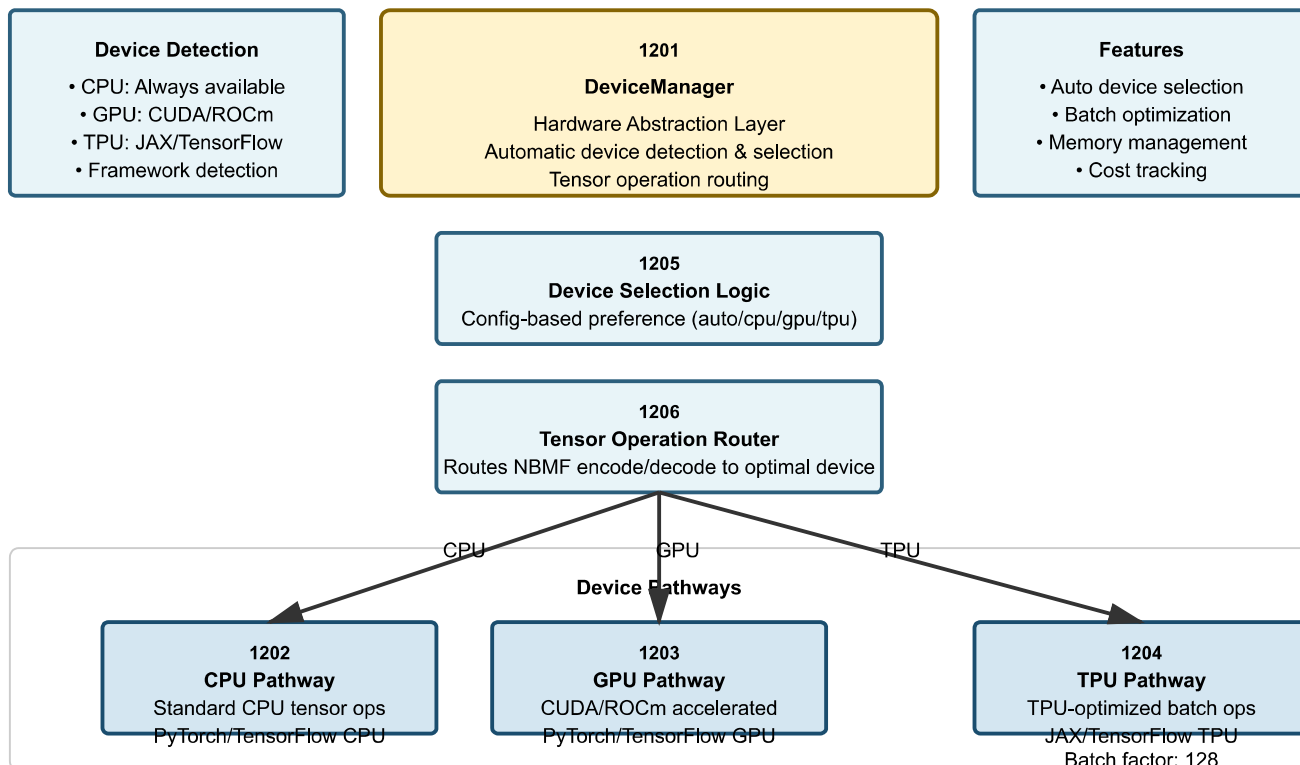 Device Detection
• CPU: Always available
• GPU: CUDA/ROCm
• TPU: JAX/TensorFlow
• Framework detection
1201
DeviceManager
Hardware Abstraction Layer
Automatic device detection & selection
Tensor operation routing
Features
• Auto device selection
• Batch optimization
• Memory management
• Cost tracking
1205
Device Selection Logic
Config-based preference (auto/cpu/gpu/tpu)
1206
Tensor Operation Router
Routes NBMF encode/decode to optimal device
CPU
GPU
TPU
Device Pathways
1202
CPU Pathway
Standard CPU tensor ops
PyTorch/TensorFlow CPU
1203
GPU Pathway
CUDA/ROCm accelerated
PyTorch/TensorFlow GPU
1204
TPU Pathway
TPU-optimized batch ops
JAX/TensorFlow TPU
Batch factor: 128